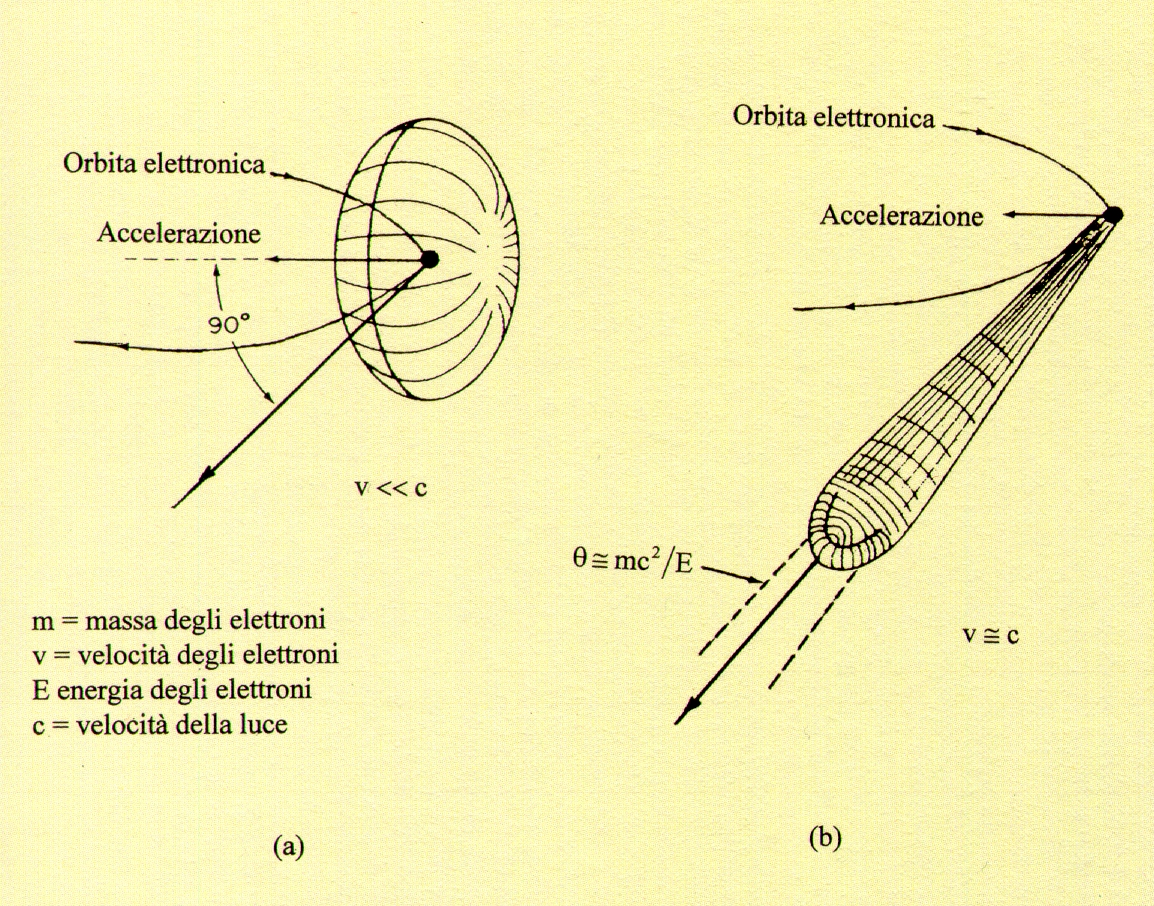 Orbita elettronica
Accelerazione
90°
v << c
Orbita elettronica
Accelerazione
θ ≅ mc²/E
v ≅ c
m = massa degli elettroni
v = velocità degli elettroni
E energia degli elettroni
c = velocità della luce
(a)
(b)